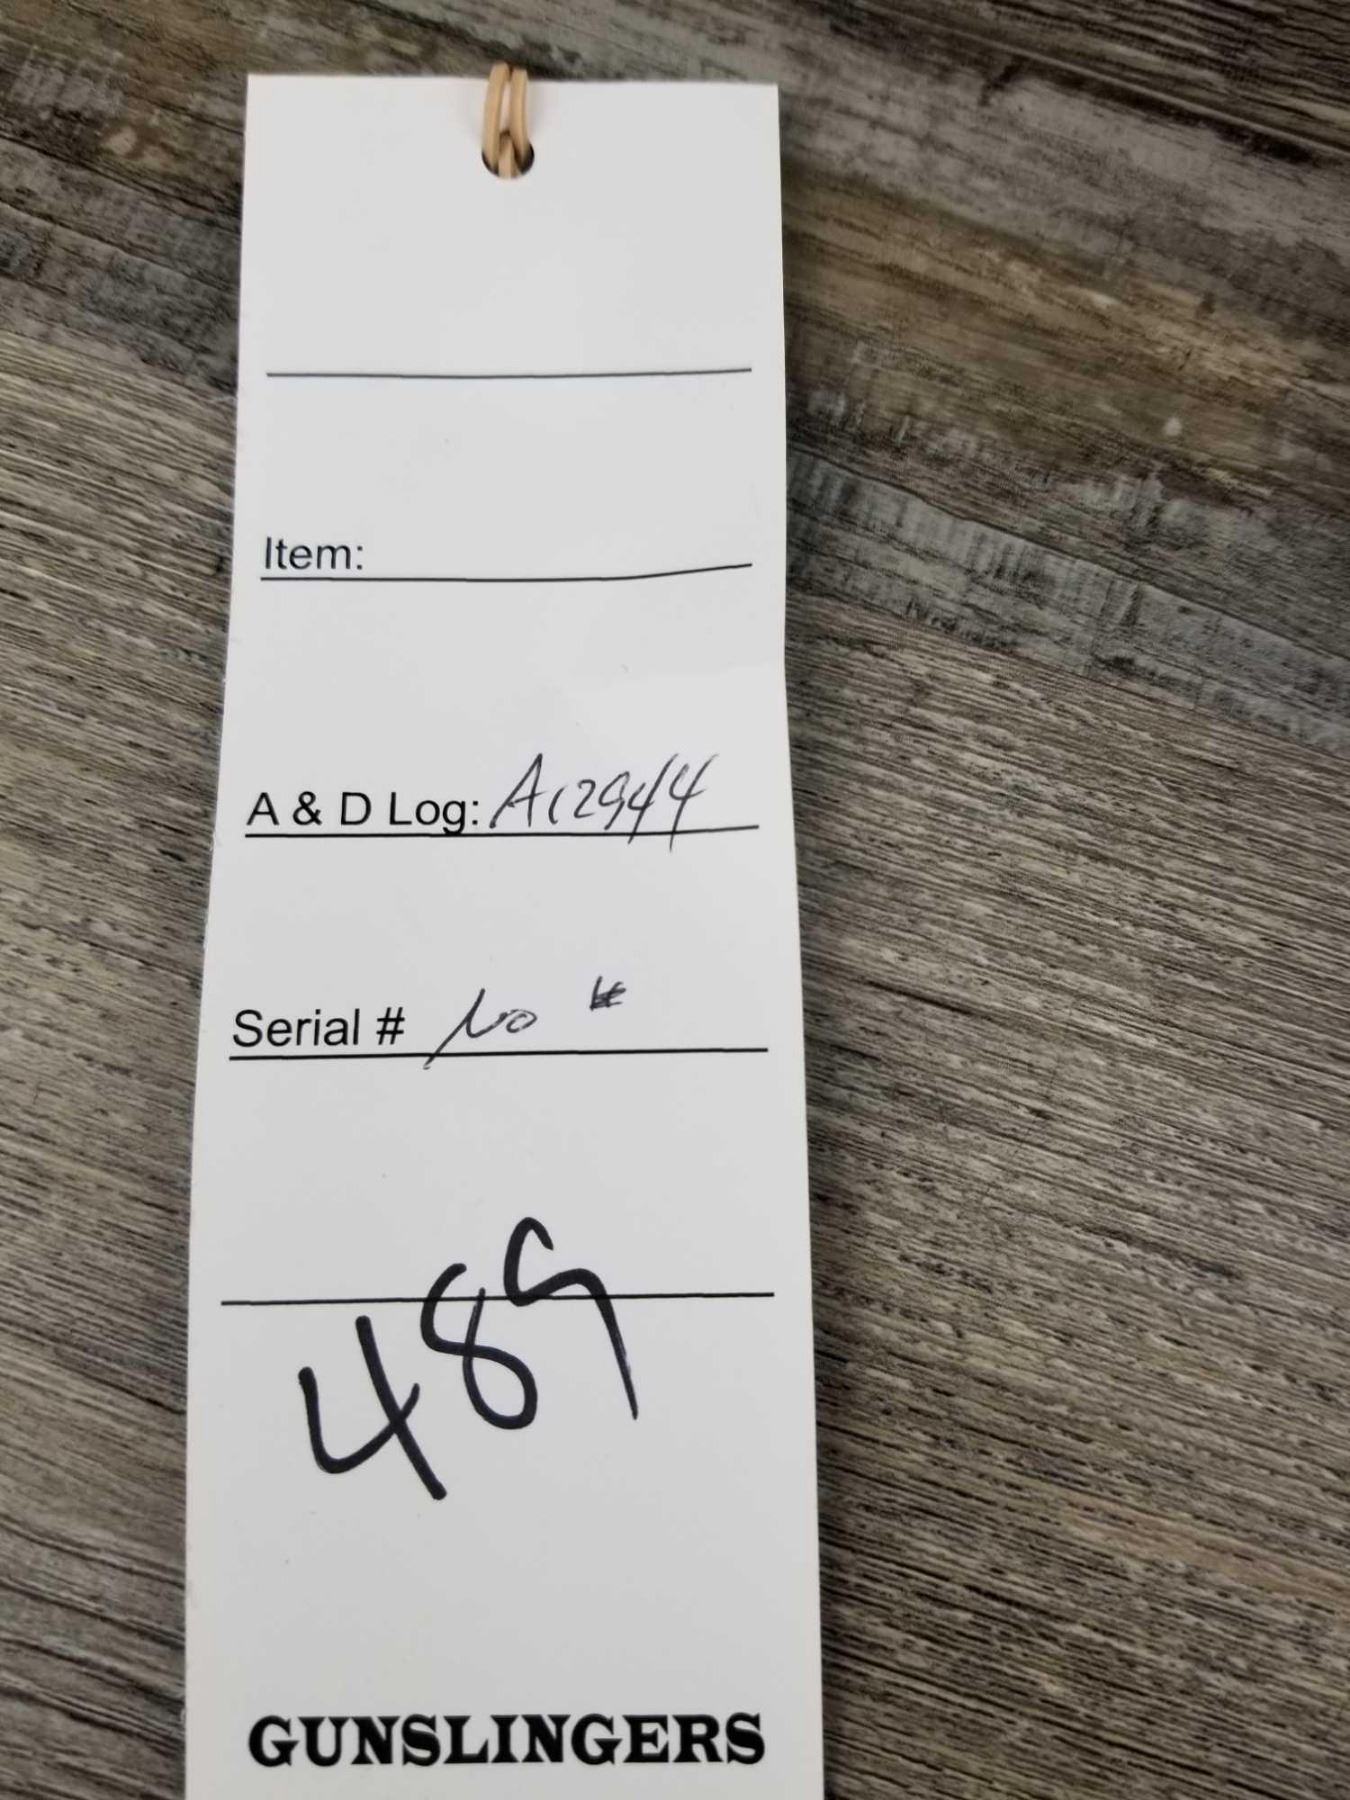 Item:
A & D Log: A12944
Serial # No #
489
GUNSLINGERS